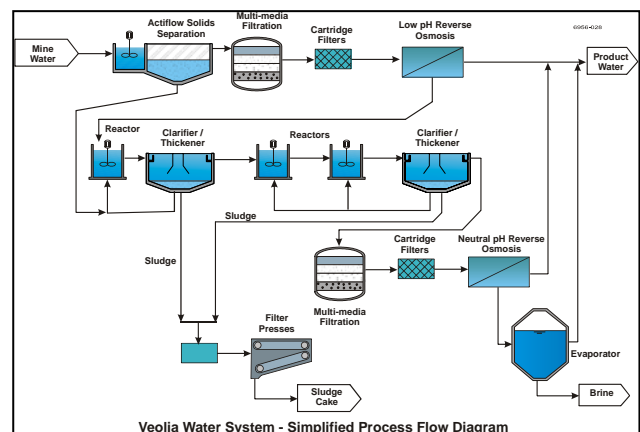 Actiflow Solids
Separation
Multi-media
Filtration
Cartridge
Filters
Low pH Reverse
Osmosis
6956-028
Mine
Water
Product
Water
Reactor
Clarifier /
Thickener
Reactors
Clarifier /
Thickener
Sludge
Sludge
Cartridge
Filters
Neutral pH Reverse
Osmosis
Multi-media
Filtration
Filter
Presses
Evaporator
Sludge
Cake
Brine
Veolia Water System - Simplified Process Flow Diagram